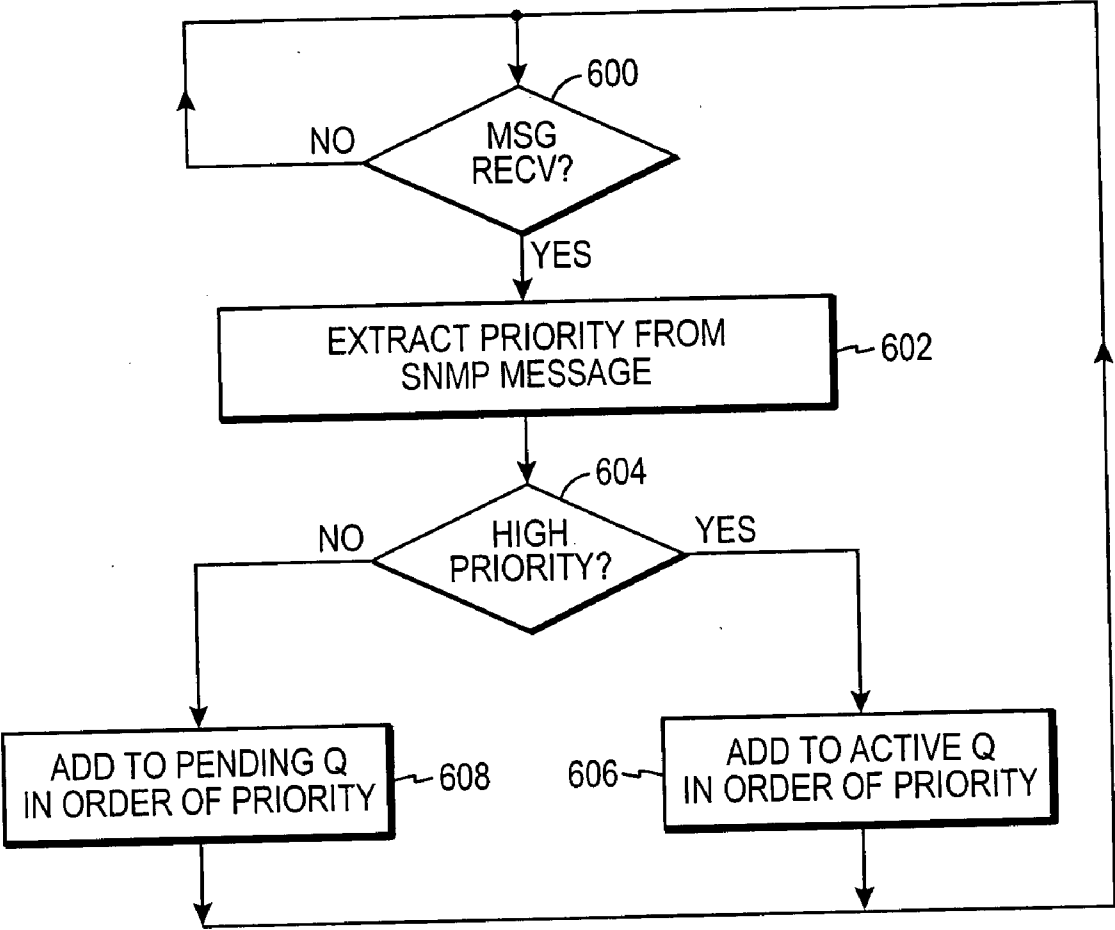 600
MSG
RECV?
NO
YES
EXTRACT PRIORITY FROM
SNMP MESSAGE
602
604
HIGH
PRIORITY?
NO
YES
ADD TO PENDING Q
IN ORDER OF PRIORITY
608
606
ADD TO ACTIVE Q
IN ORDER OF PRIORITY